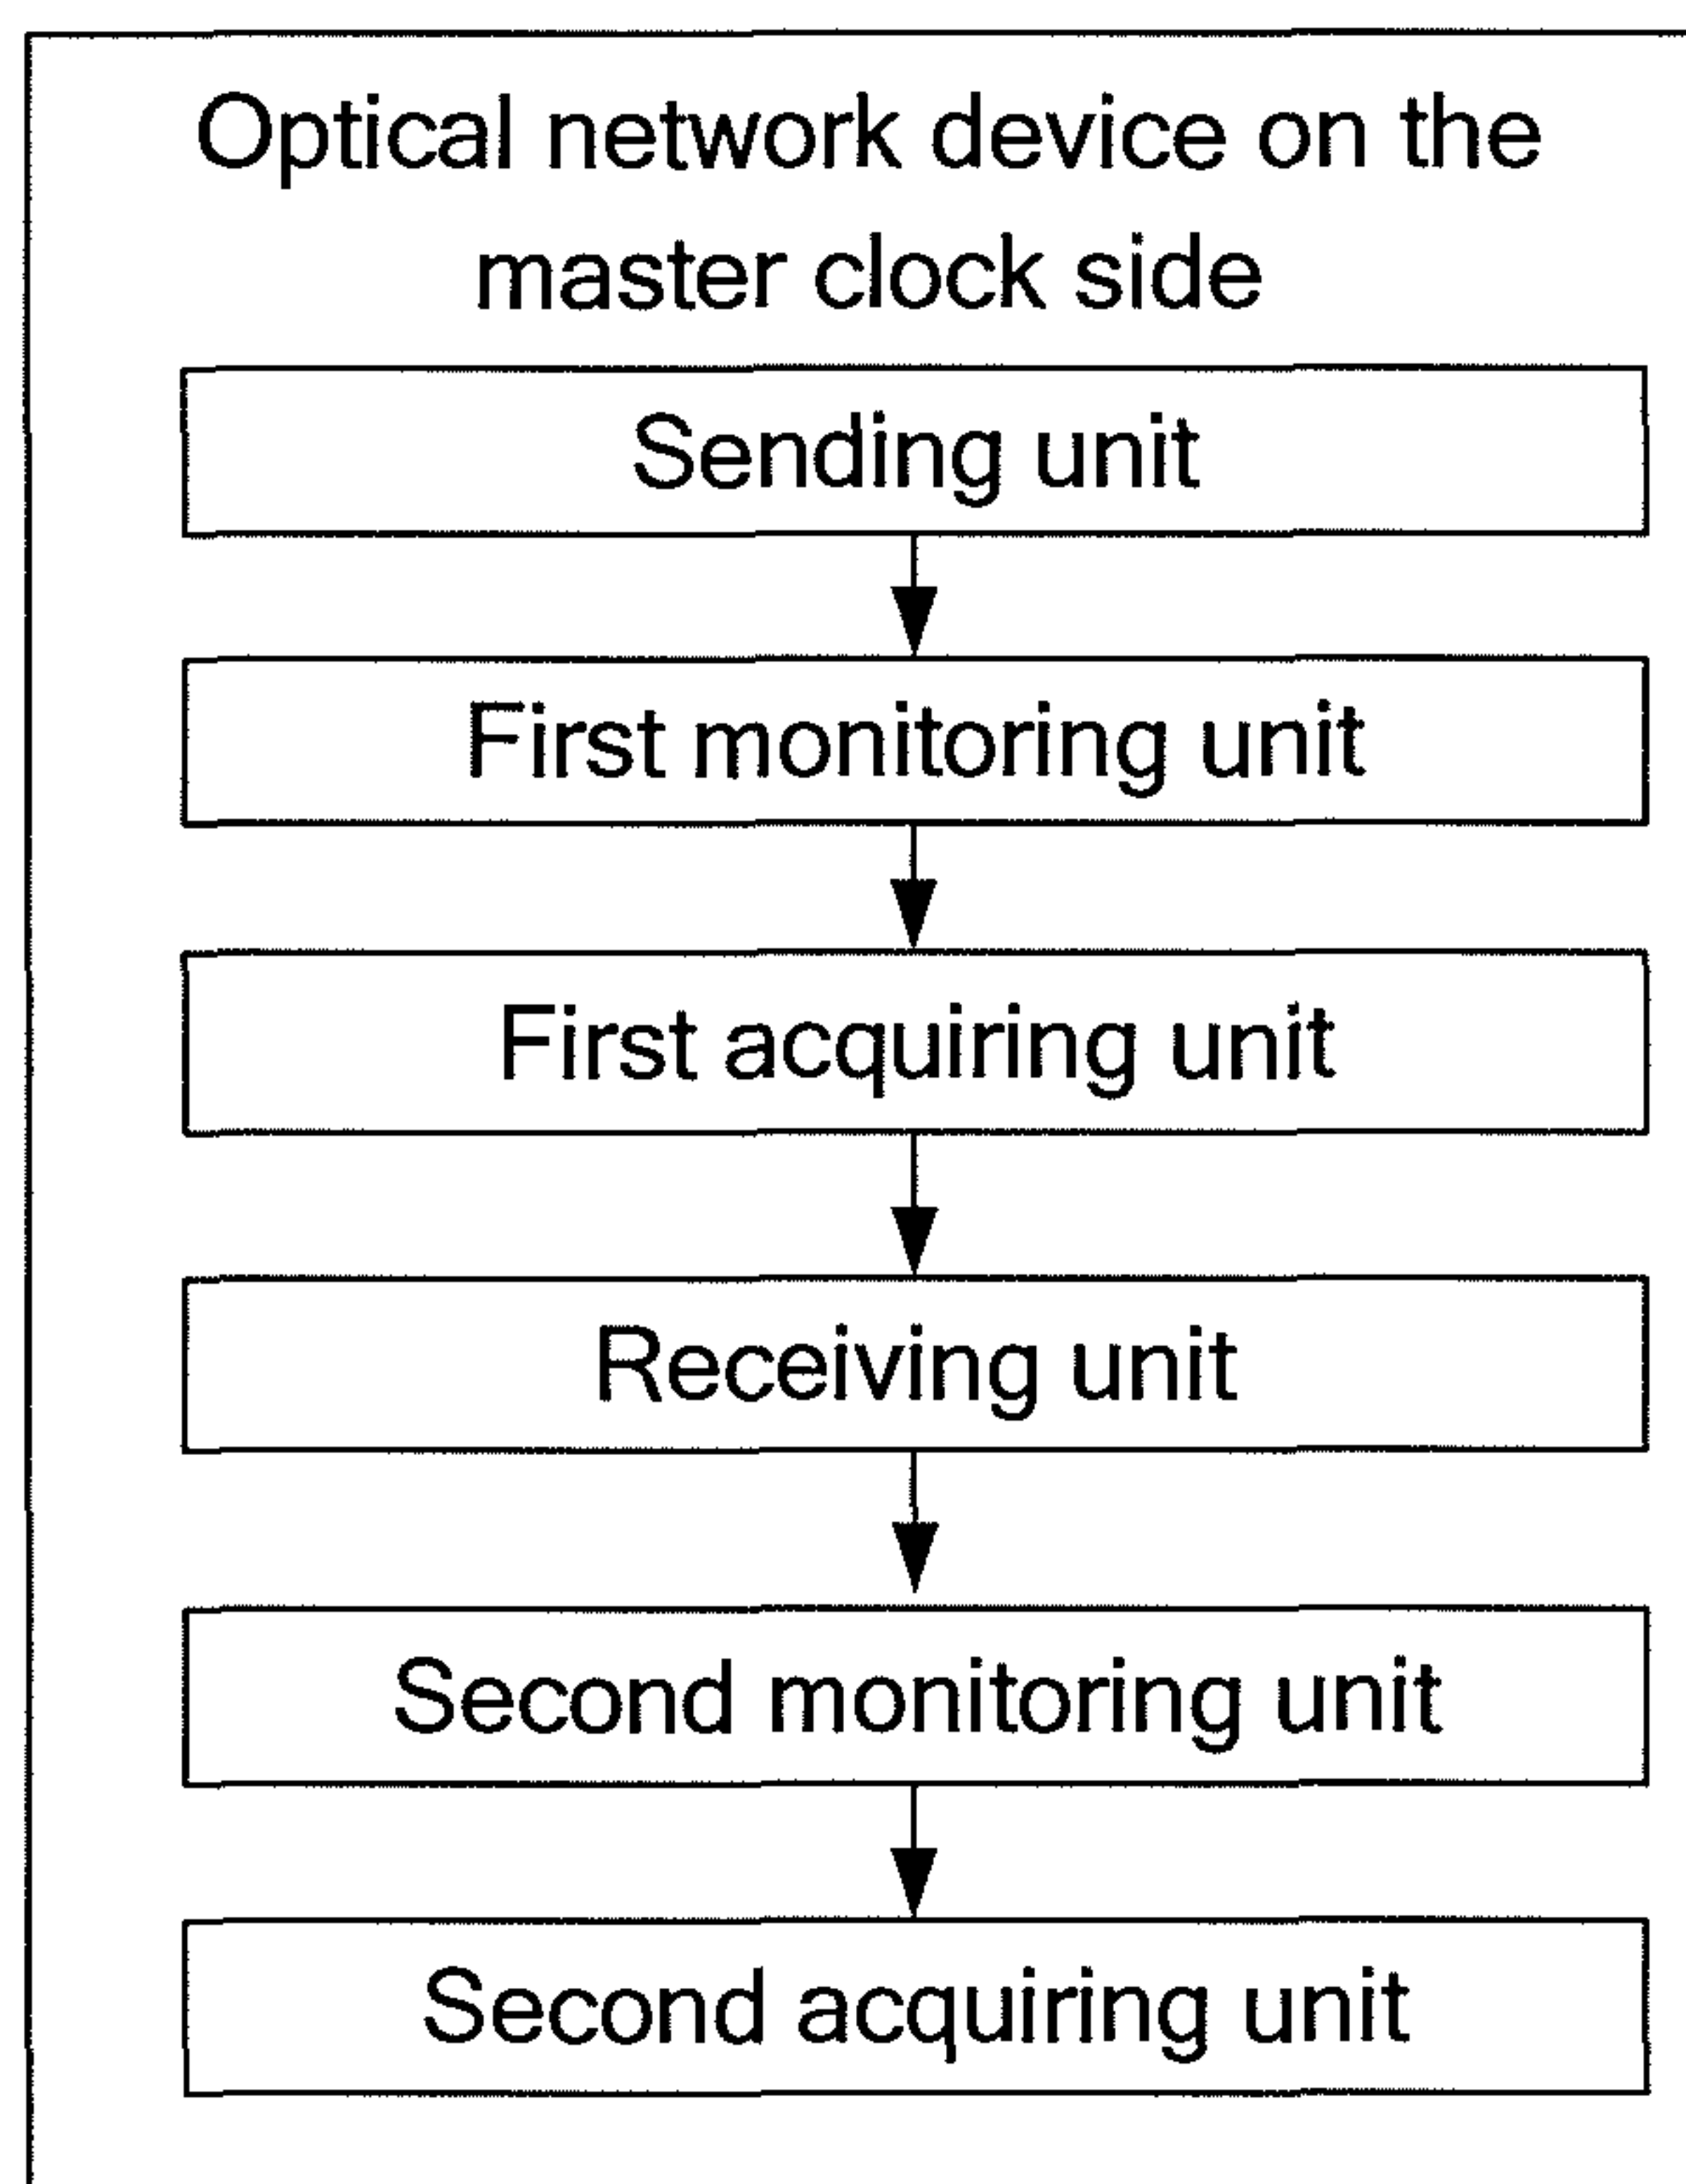 Optical network device on the
master clock side
Sending unit
First monitoring unit
First acquiring unit
Receiving unit
Second monitoring unit
Second acquiring unit